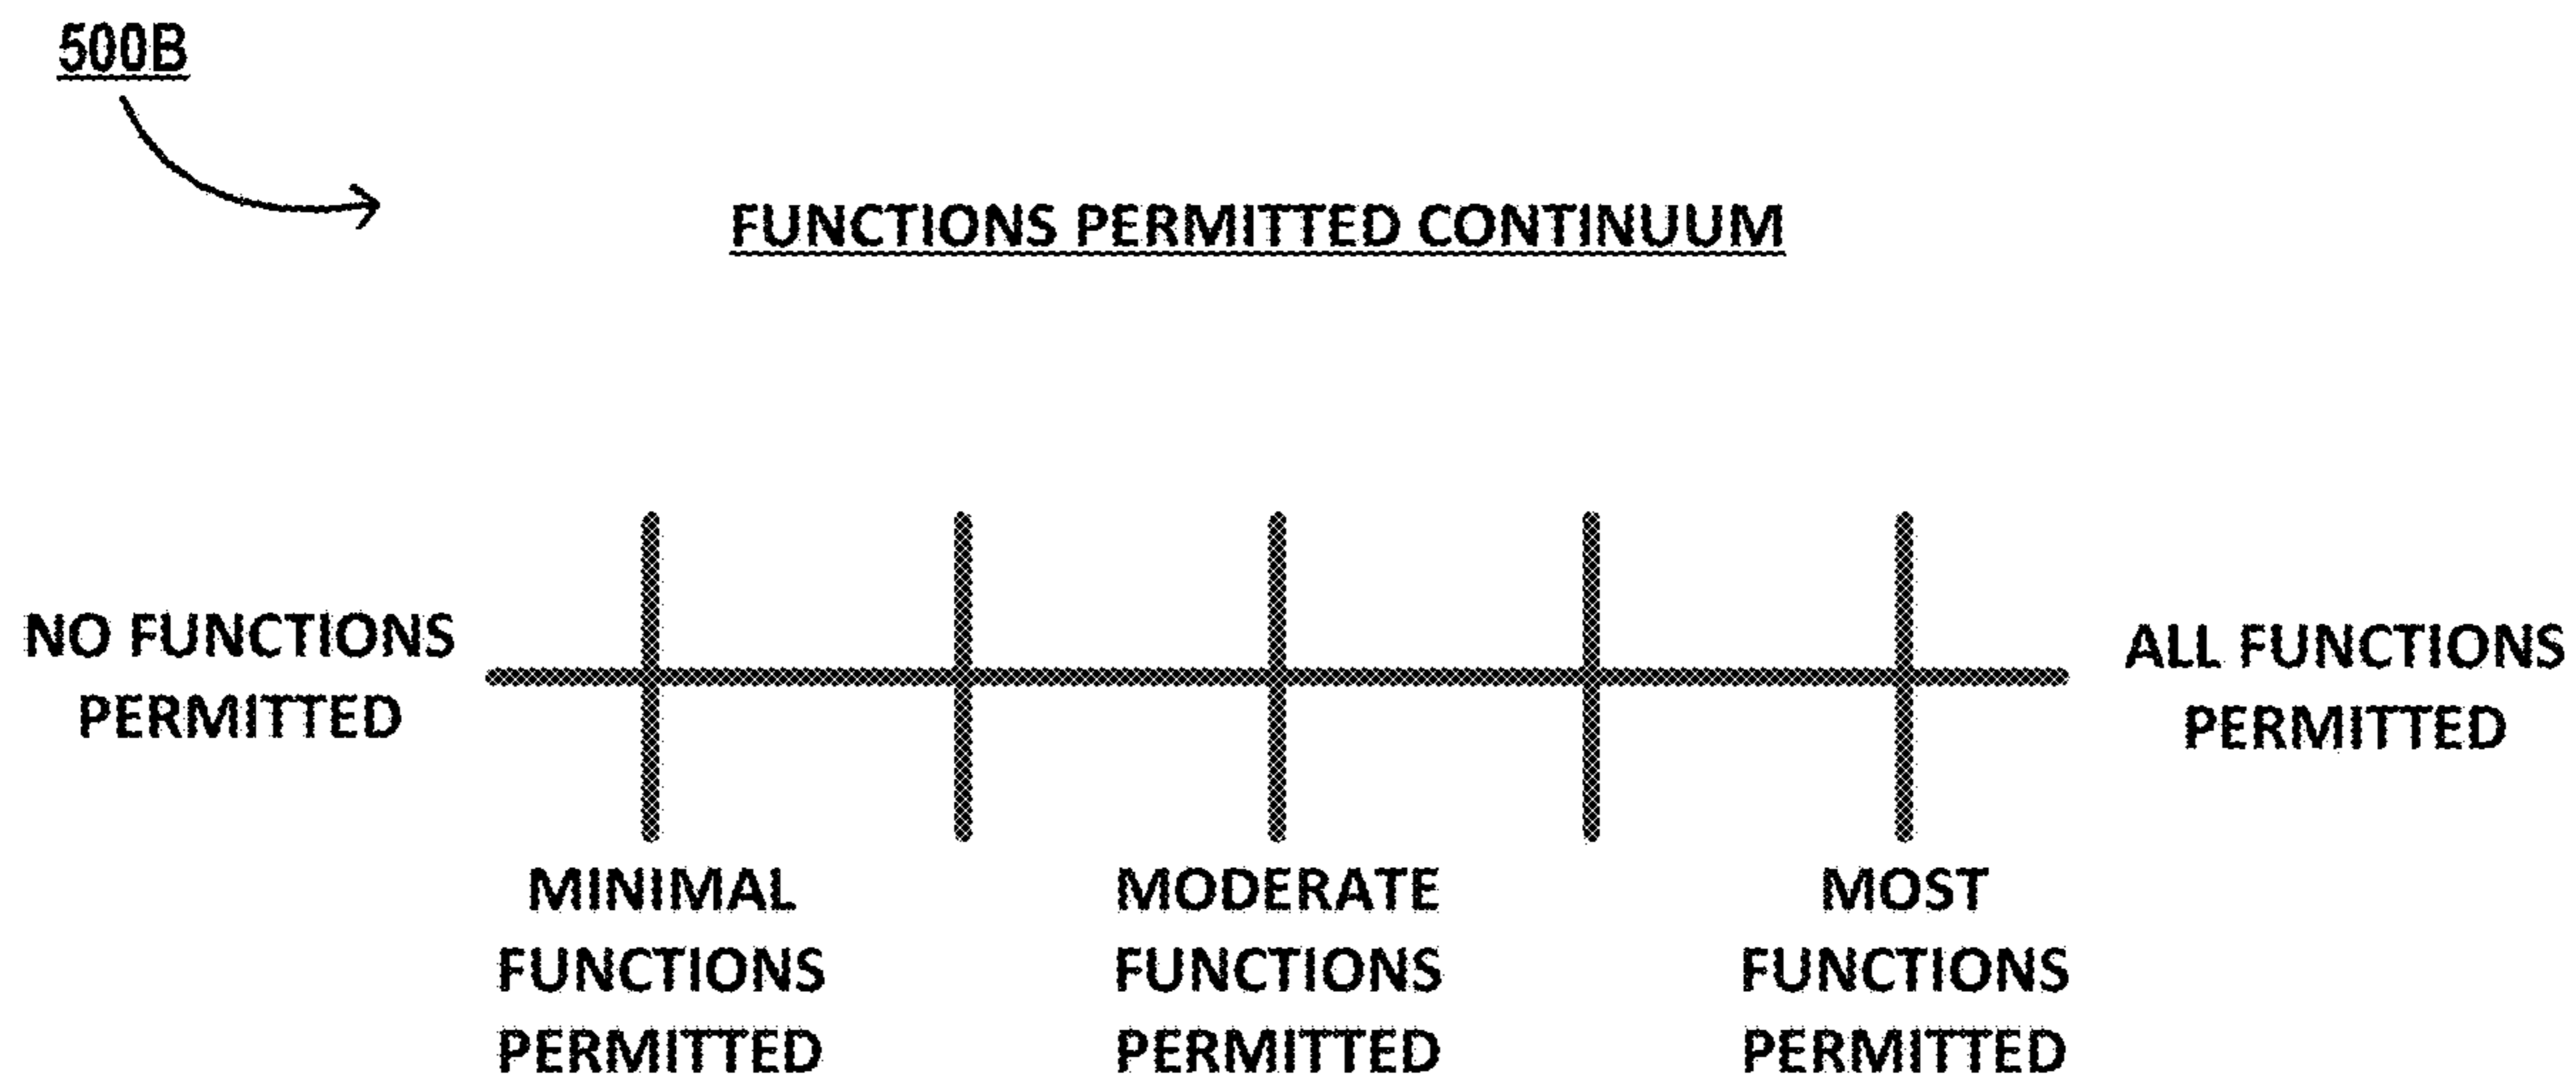 500B
FUNCTIONS PERMITTED CONTINUUM
NO FUNCTIONS
PERMITTED
ALL FUNCTIONS
PERMITTED
MINIMAL
FUNCTIONS
PERMITTED
MODERATE
FUNCTIONS
PERMITTED
MOST
FUNCTIONS
PERMITTED